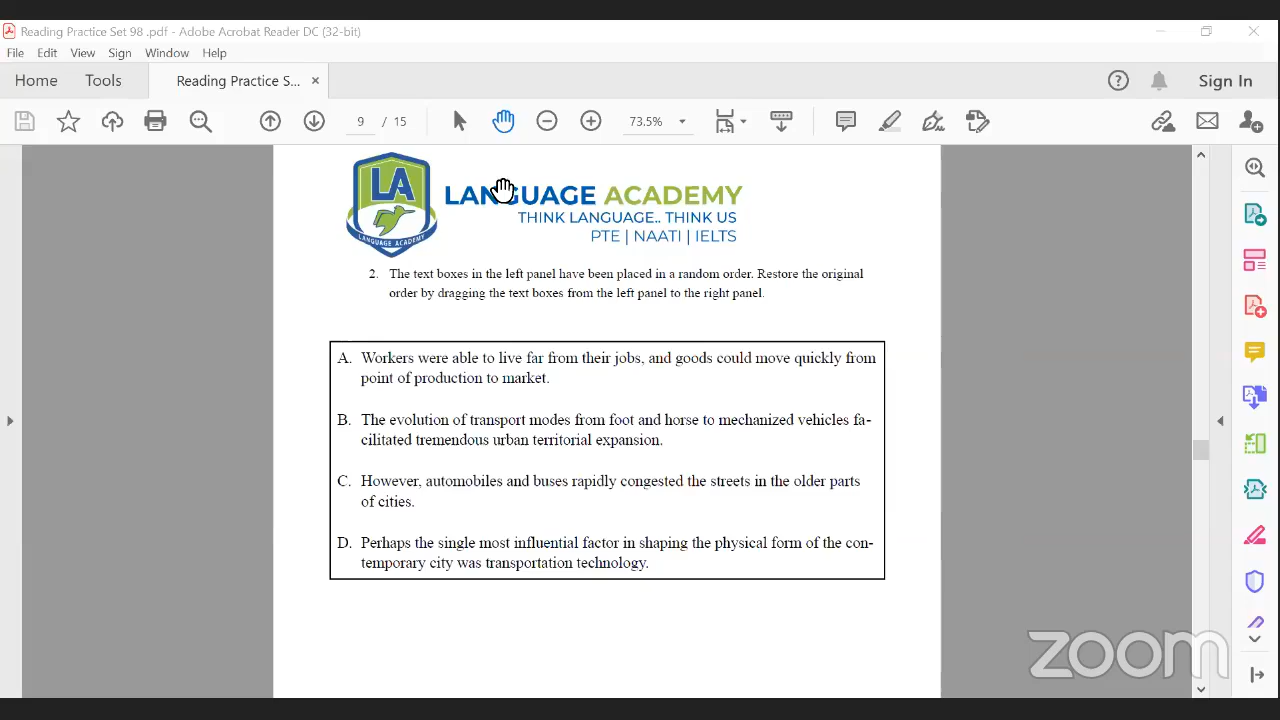 Reading Practice Set 98 .pdf - Adobe Acrobat Reader DC (32-bit)
File Edit View Sign Window Help
Home Tools Reading Practice S... ×
? Sign In
9 / 15 73.5%
LA
LANGUAGE ACADEMY
LANGUAGE ACADEMY
THINK LANGUAGE.. THINK US
PTE | NAATI | IELTS
2. The text boxes in the left panel have been placed in a random order. Restore the original
order by dragging the text boxes from the left panel to the right panel.
A. Workers were able to live far from their jobs, and goods could move quickly from
point of production to market.
B. The evolution of transport modes from foot and horse to mechanized vehicles fa-
cilitated tremendous urban territorial expansion.
C. However, automobiles and buses rapidly congested the streets in the older parts
of cities.
D. Perhaps the single most influential factor in shaping the physical form of the con-
temporary city was transportation technology.
zoom